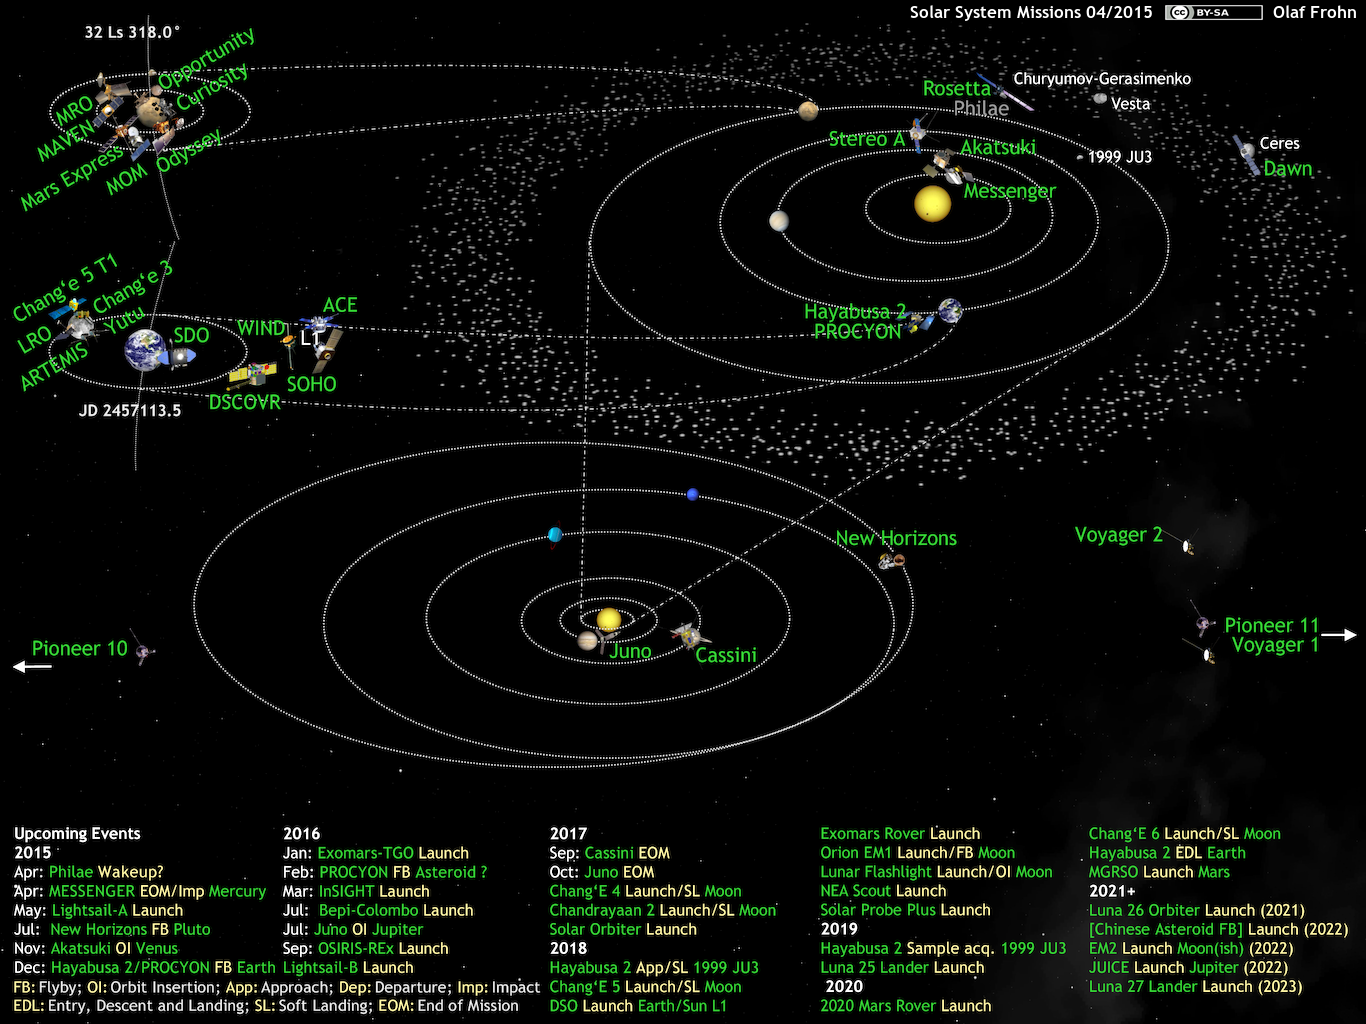 Solar System Missions 04/2015 cc BY-SA Olaf Frohn
32 Ls 318.0°
Opportunity
Curiosity
MRO
MAVEN
Mars Express
MOM
Odyssey
Rosetta
Philae
Churyumov-Gerasimenko
Vesta
Stereo A
Akatsuki
1999 JU3
Ceres
Dawn
Messenger
Chang‘e 5 T1
Chang‘e 3
Yutu
LRO
ARTEMIS
SDO
WIND
ACE
L1
SOHO
DSCOVR
Hayabusa 2
PROCYON
JD 2457113.5
New Horizons
Voyager 2
Pioneer 10
Juno
Cassini
Pioneer 11
Voyager 1
Upcoming Events
2015
Apr: Philae Wakeup?
Apr: MESSENGER EOM/Imp Mercury
May: Lightsail-A Launch
Jul: New Horizons FB Pluto
Nov: Akatsuki OI Venus
Dec: Hayabusa 2/PROCYON FB Earth
2016
Jan: Exomars-TGO Launch
Feb: PROCYON FB Asteroid ?
Mar: InSIGHT Launch
Jul: Bepi-Colombo Launch
Jul: Juno OI Jupiter
Sep: OSIRIS-REx Launch
Lightsail-B Launch
FB: Flyby; OI: Orbit Insertion; App: Approach; Dep: Departure; Imp: Impact
EDL: Entry, Descent and Landing; SL: Soft Landing; EOM: End of Mission
2017
Sep: Cassini EOM
Oct: Juno EOM
Chang‘E 4 Launch/SL Moon
Chandrayaan 2 Launch/SL Moon
Solar Orbiter Launch
2018
Hayabusa 2 App/SL 1999 JU3
Chang‘E 5 Launch/SL Moon
DSO Launch Earth/Sun L1
Exomars Rover Launch
Orion EM1 Launch/FB Moon
Lunar Flashlight Launch/OI Moon
NEA Scout Launch
Solar Probe Plus Launch
2019
Hayabusa 2 Sample acq. 1999 JU3
Luna 25 Lander Launch
2020
2020 Mars Rover Launch
Chang‘E 6 Launch/SL Moon
Hayabusa 2 EDL Earth
MGRSO Launch Mars
2021+
Luna 26 Orbiter Launch (2021)
[Chinese Asteroid FB] Launch (2022)
EM2 Launch Moon(ish) (2022)
JUICE Launch Jupiter (2022)
Luna 27 Lander Launch (2023)